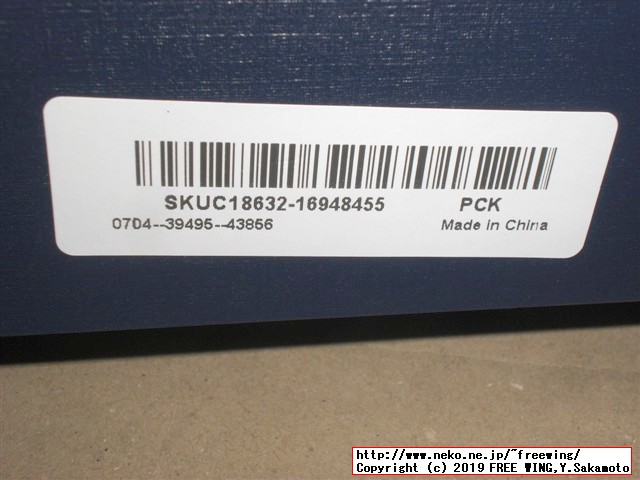 SKUC18632-16948455 PCK
0704--39495--43856 Made in China
http://www.neko.ne.jp/~freewing/
Copyright (c) 2019 FREE WING,Y.Sakamoto